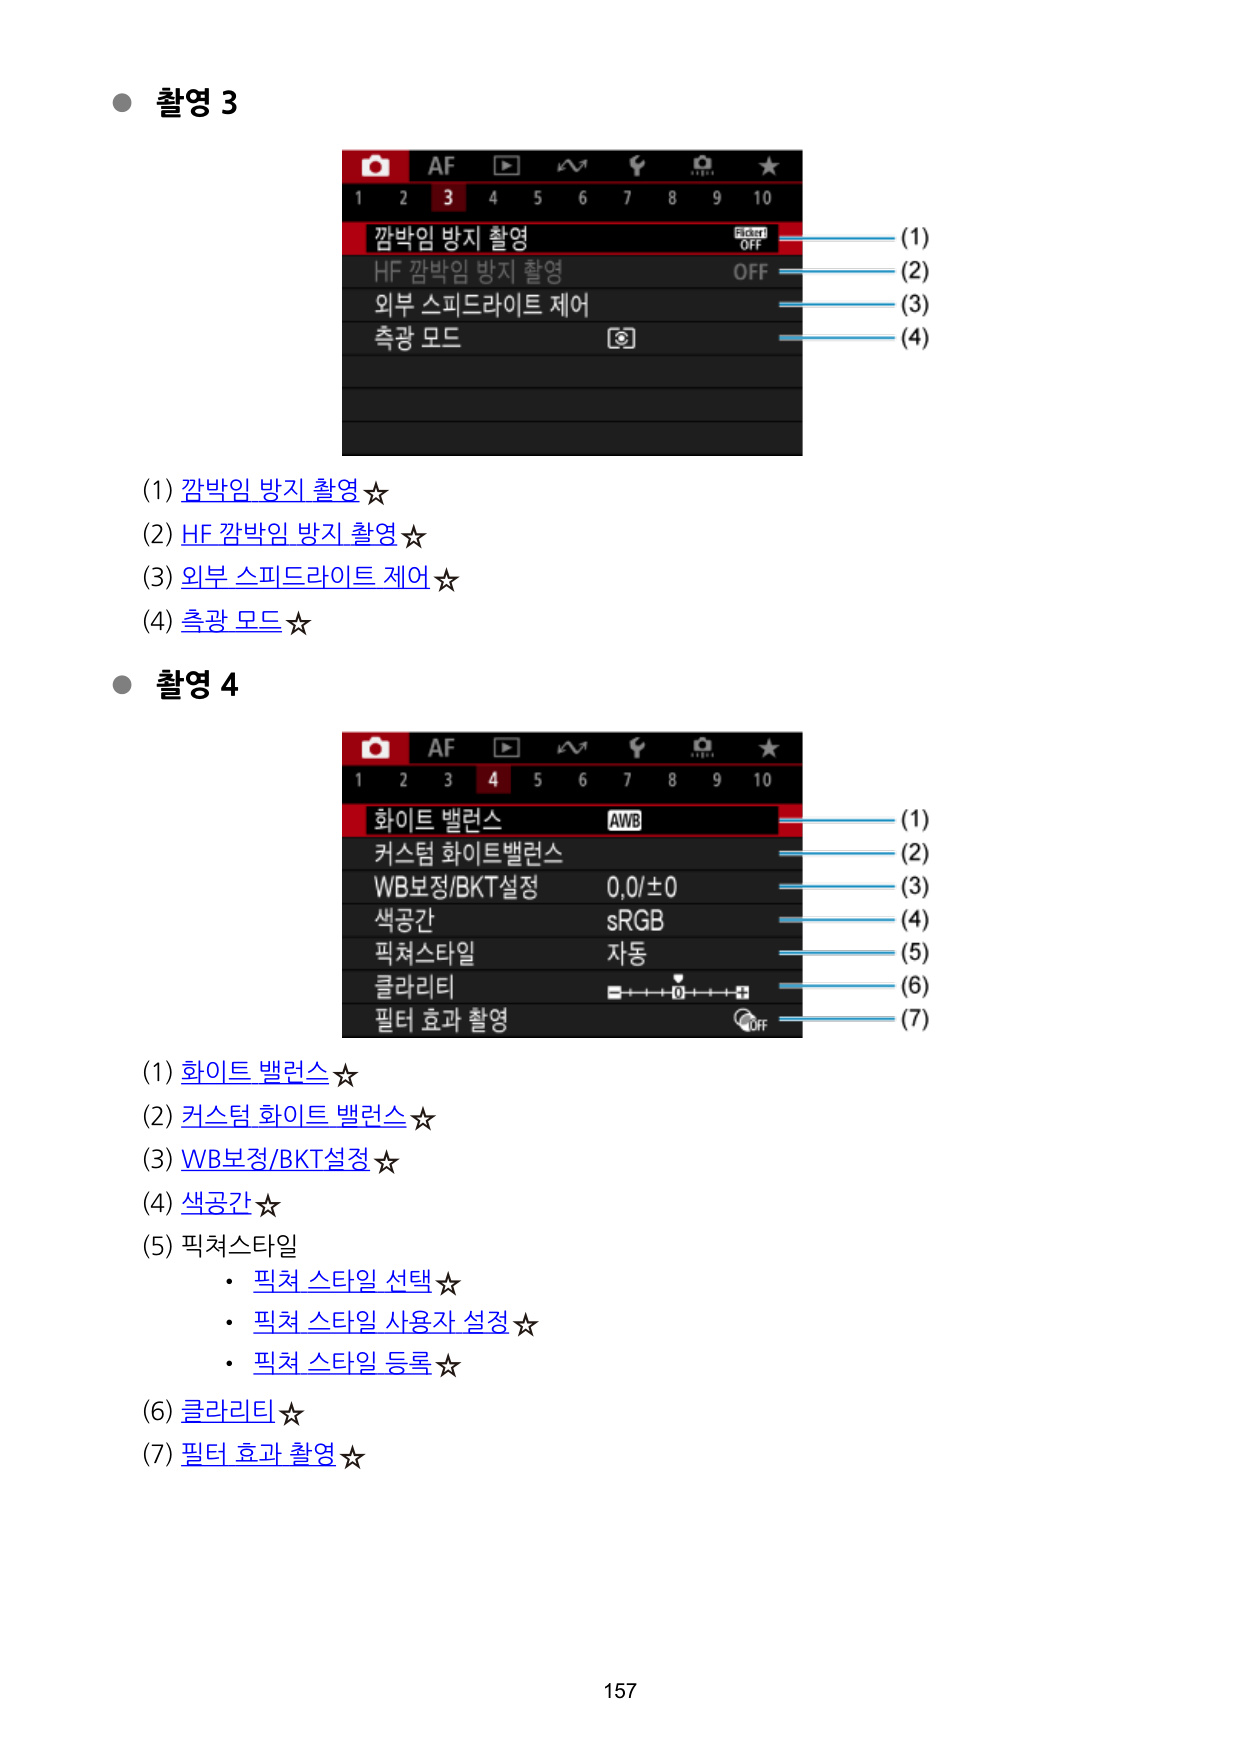 ● 촬영 3
AF
1 2 3 4 5 6 7 8 9 10
깜박임 방지 촬영 Flicker! OFF (1)
HF 깜박임 방지 촬영 OFF (2)
외부 스피드라이트 제어 (3)
측광 모드 (4)
(1) 깜박임 방지 촬영☆
(2) HF 깜박임 방지 촬영☆
(3) 외부 스피드라이트 제어☆
(4) 측광 모드☆
● 촬영 4
AF
1 2 3 4 5 6 7 8 9 10
화이트 밸런스 AWB (1)
커스텀 화이트밸런스 (2)
WB보정/BKT설정 0,0/±0 (3)
색공간 sRGB (4)
픽쳐스타일 자동 (5)
클라리티 0 (6)
필터 효과 촬영 OFF (7)
(1) 화이트 밸런스☆
(2) 커스텀 화이트 밸런스☆
(3) WB보정/BKT설정☆
(4) 색공간☆
(5) 픽쳐스타일
• 픽쳐 스타일 선택☆
• 픽쳐 스타일 사용자 설정☆
• 픽쳐 스타일 등록☆
(6) 클라리티☆
(7) 필터 효과 촬영☆
157